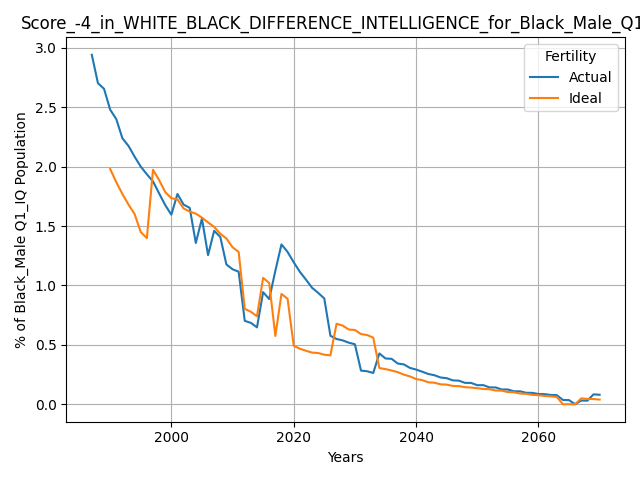 Score_-4_in_WHITE_BLACK_DIFFERENCE_INTELLIGENCE_for_Black_Male_Q1
3.0
2.5
2.0
1.5
1.0
0.5
0.0
% of Black_Male Q1_IQ Population
Fertility
Actual
Ideal
2000
2020
2040
2060
Years